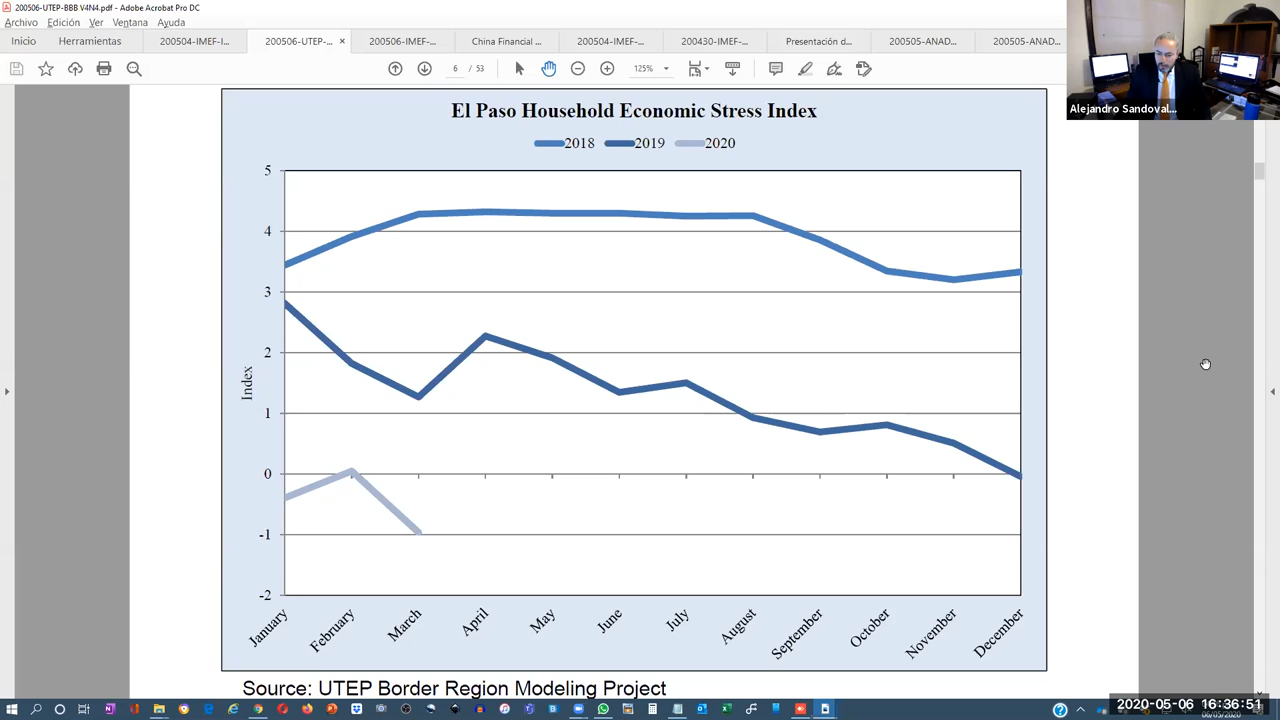 200506-UTEP-BBB V4N4.pdf - Adobe Acrobat Pro DC
Archivo Edición Ver Ventana Ayuda
Inicio Herramientas 200504-IMEF-I... 200506-UTEP-... × 200506-IMEF-... China Financial ... 200504-IMEF-... 200430-IMEF-... Presentación d... 200505-ANAD... 200505-ANAD...
6 / 53 125%
Alejandro Sandoval...
El Paso Household Economic Stress Index
2018 2019 2020
5
4
3
2
1
0
-1
-2
Index
January February March April May June July August September October November December
Source: UTEP Border Region Modeling Project
2020-05-06 16:36:51
06/05/2020